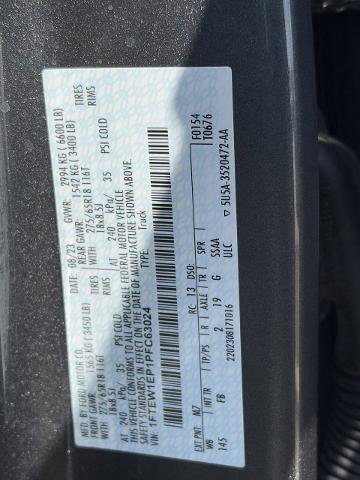 MFD. BY FORD MOTOR CO.
DATE: 08/23 GVWR: 2994 KG ( 6600 LB)
FRONT GAWR: 1565 KG (3450 LB) REAR GAWR: 1542 KG ( 3400 LB)
WITH 275/65R18 116T TIRES WITH 275/65R18 116T TIRES
18x8.5J RIMS 18x8.5J RIMS
AT 240 kPa/ 35 PSI COLD AT 240 kPa/ 35 PSI COLD
THIS VEHICLE CONFORMS TO ALL APPLICABLE FEDERAL MOTOR VEHICLE
SAFETY STANDARDS IN EFFECT ON THE DATE OF MANUFACTURE SHOWN ABOVE.
VIN: 1FTEW1EP1PFC63024 F0154
TYPE: Truck T0676
EXT PNT: M7 RC: 13 DSO:
WB INT TR TP/PS R AXLE TR SPR
145 FB 2 19 G SSAA
2202308171016 ULC
▽ 5U5A-3520472-AA